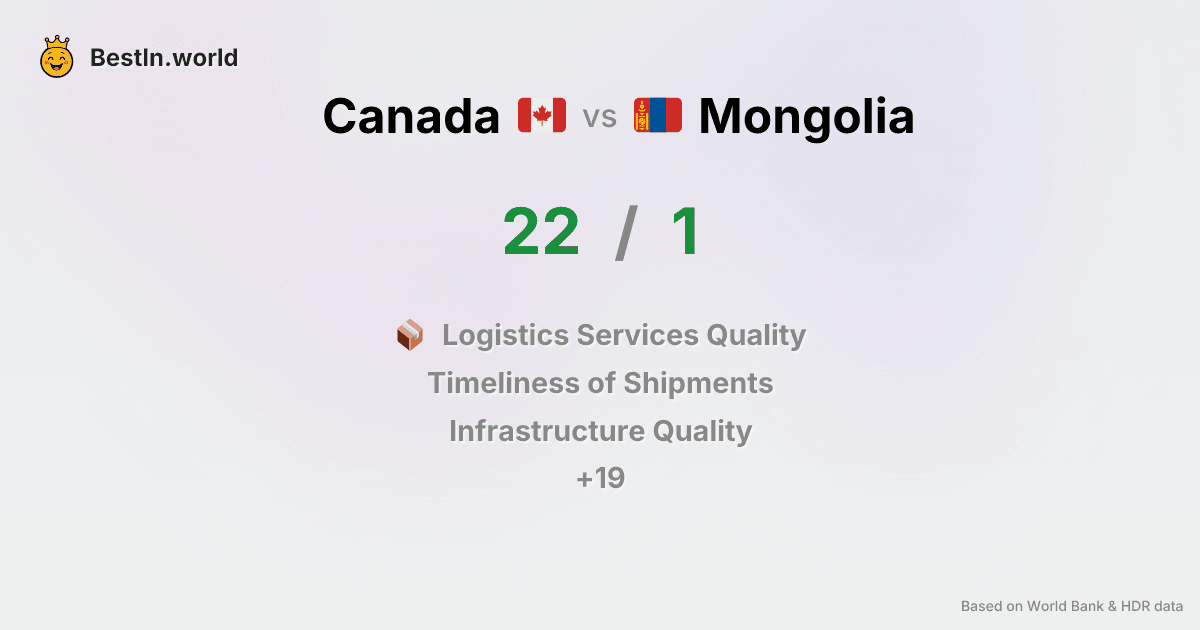 BestIn.world
Canada vs Mongolia
22 / 1
Logistics Services Quality
Timeliness of Shipments
Infrastructure Quality
+19
Based on World Bank & HDR data